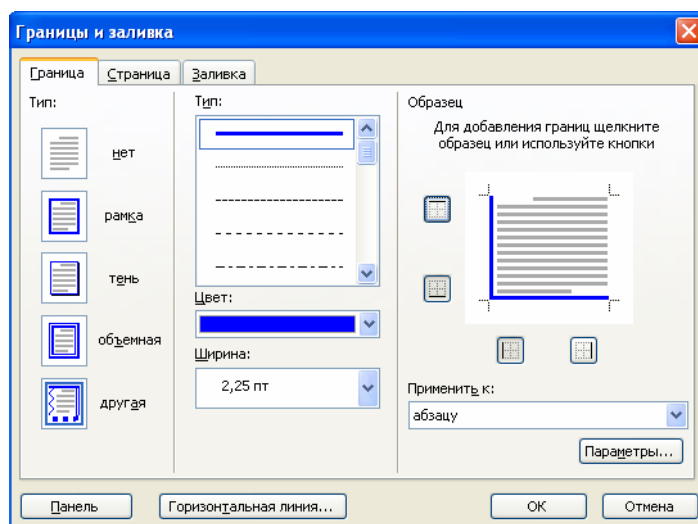 Границы и заливка
Граница
Страница
Заливка
Тип:
нет
рамка
тень
объемная
другая
Тип:
Цвет:
Ширина:
2,25 пт
Образец
Для добавления границ щелкните
образец или используйте кнопки
Применить к:
абзацу
Параметры...
Панель
Горизонтальная линия...
ОК
Отмена